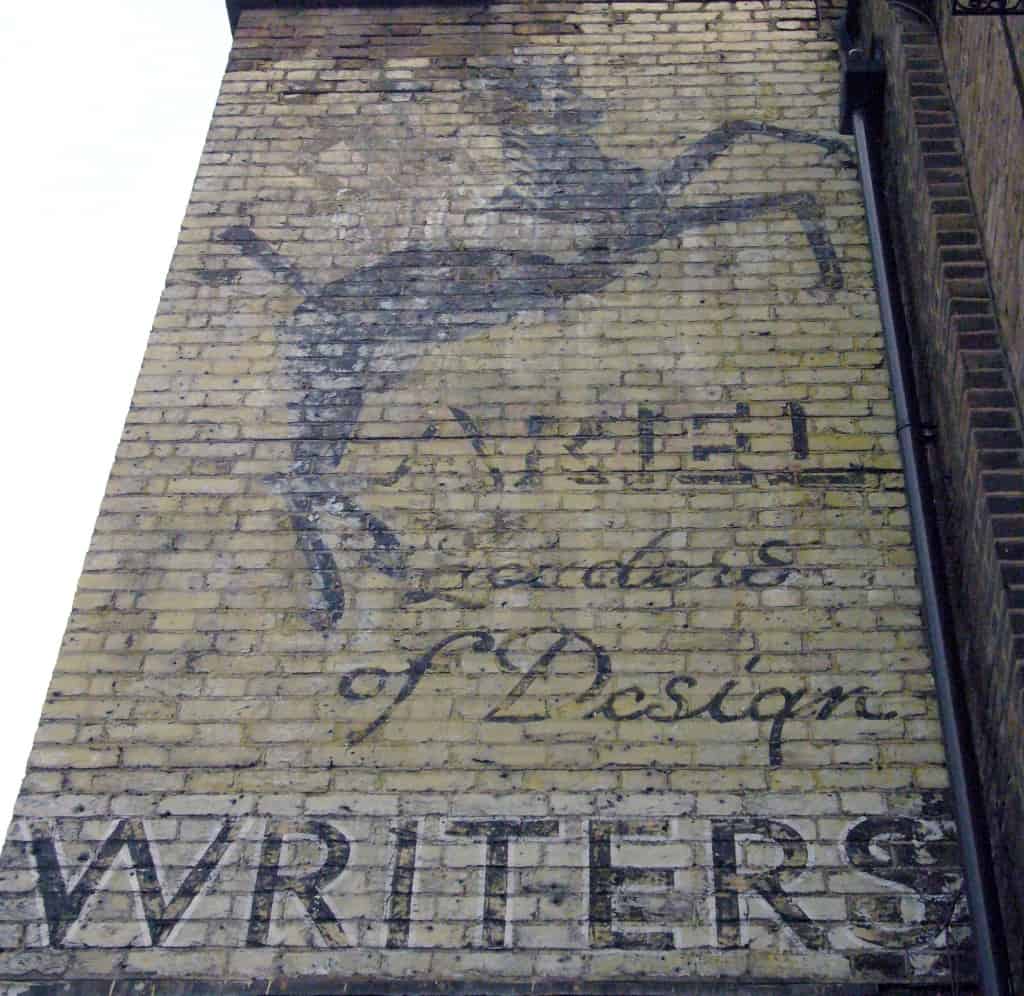 ARIEL
Leaders
of Design
WRITERS